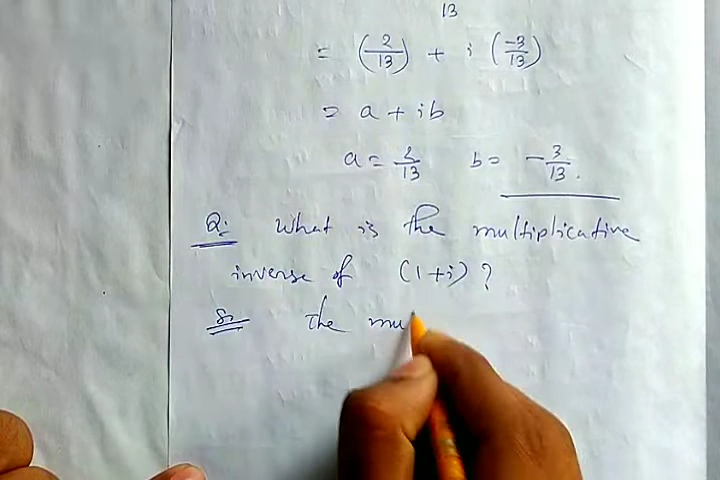 13
= (2/13) + i (-3/13)
= a + ib
a = 2/13 b = -3/13.
Q: What is the multiplicative
inverse of (1+i) ?
The mu